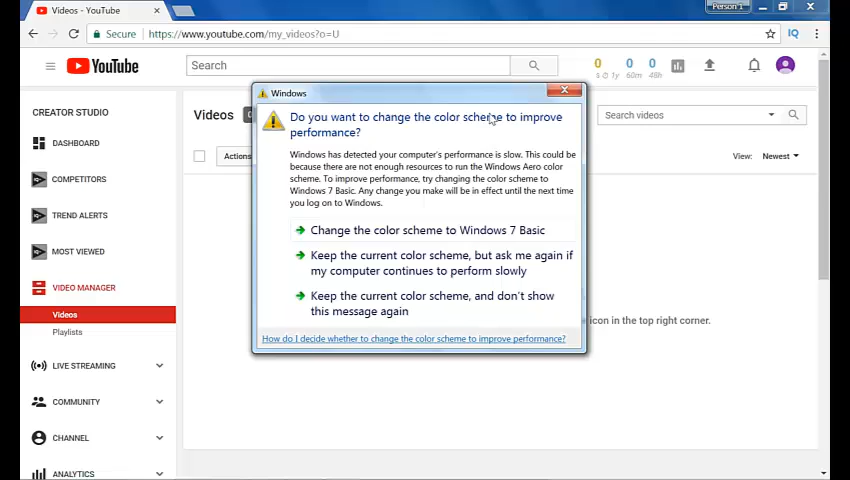 Videos - YouTube
Person 1
Secure https://www.youtube.com/my_videos?o=U
YouTube
Search
0 0 0
1y 60m 48h
CREATOR STUDIO
DASHBOARD
COMPETITORS
TREND ALERTS
MOST VIEWED
VIDEO MANAGER
Videos
Playlists
LIVE STREAMING
COMMUNITY
CHANNEL
ANALYTICS
Videos
Search videos
Actions
View: Newest
icon in the top right corner.
Windows
Do you want to change the color scheme to improve
performance?
Windows has detected your computer's performance is slow. This could be
because there are not enough resources to run the Windows Aero color
scheme. To improve performance, try changing the color scheme to
Windows 7 Basic. Any change you make will be in effect until the next time
you log on to Windows.
Change the color scheme to Windows 7 Basic
Keep the current color scheme, but ask me again if
my computer continues to perform slowly
Keep the current color scheme, and don't show
this message again
How do I decide whether to change the color scheme to improve performance?